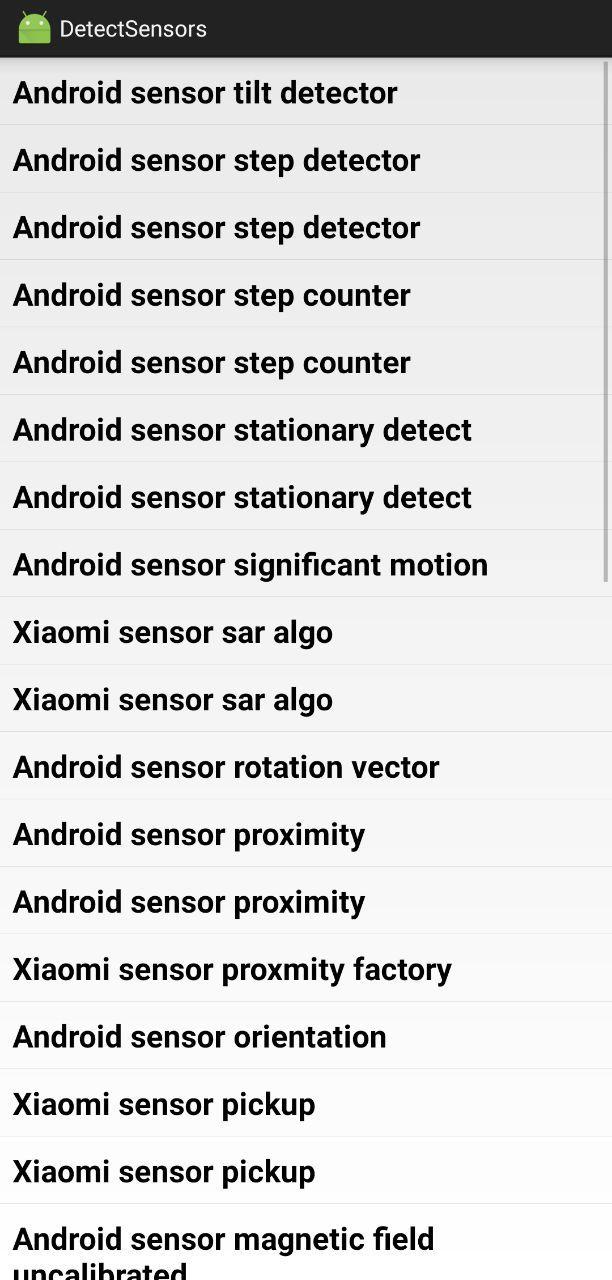 DetectSensors
Android sensor tilt detector
Android sensor step detector
Android sensor step detector
Android sensor step counter
Android sensor step counter
Android sensor stationary detect
Android sensor stationary detect
Android sensor significant motion
Xiaomi sensor sar algo
Xiaomi sensor sar algo
Android sensor rotation vector
Android sensor proximity
Android sensor proximity
Xiaomi sensor proxmity factory
Android sensor orientation
Xiaomi sensor pickup
Xiaomi sensor pickup
Android sensor magnetic field
uncalibrated